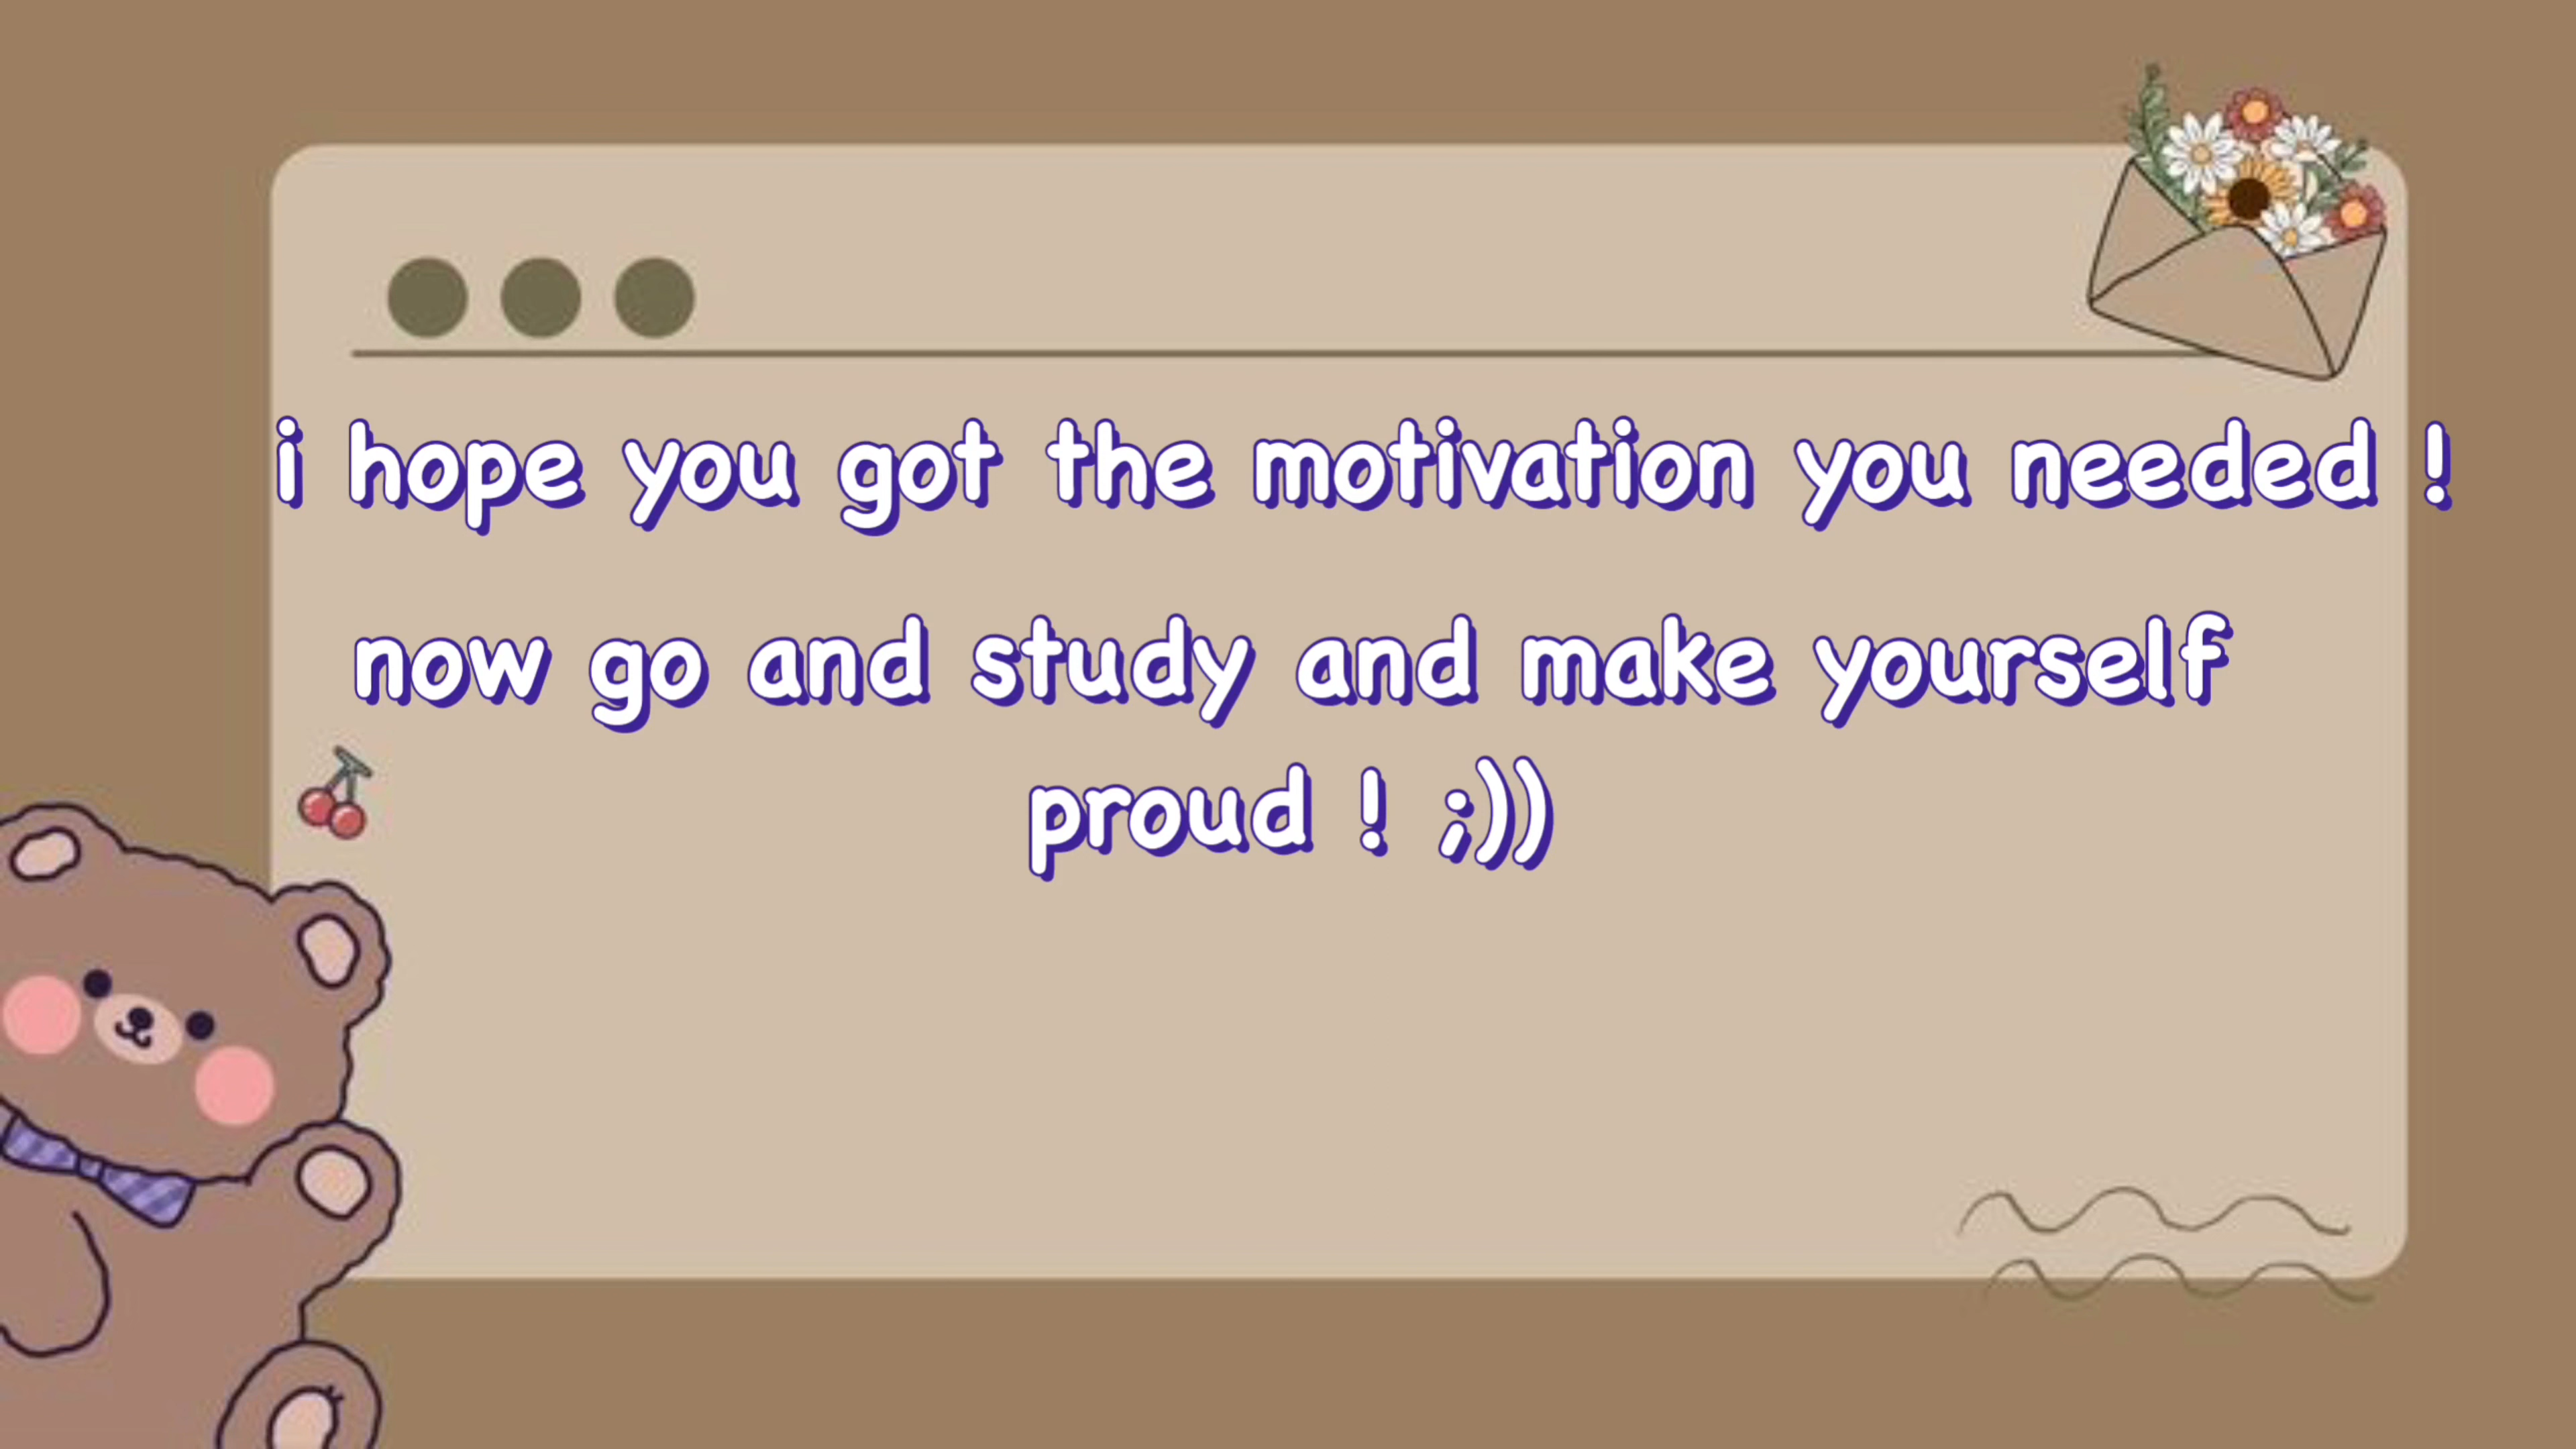 i hope you got the motivation you needed !
now go and study and make yourself
proud ! ;))